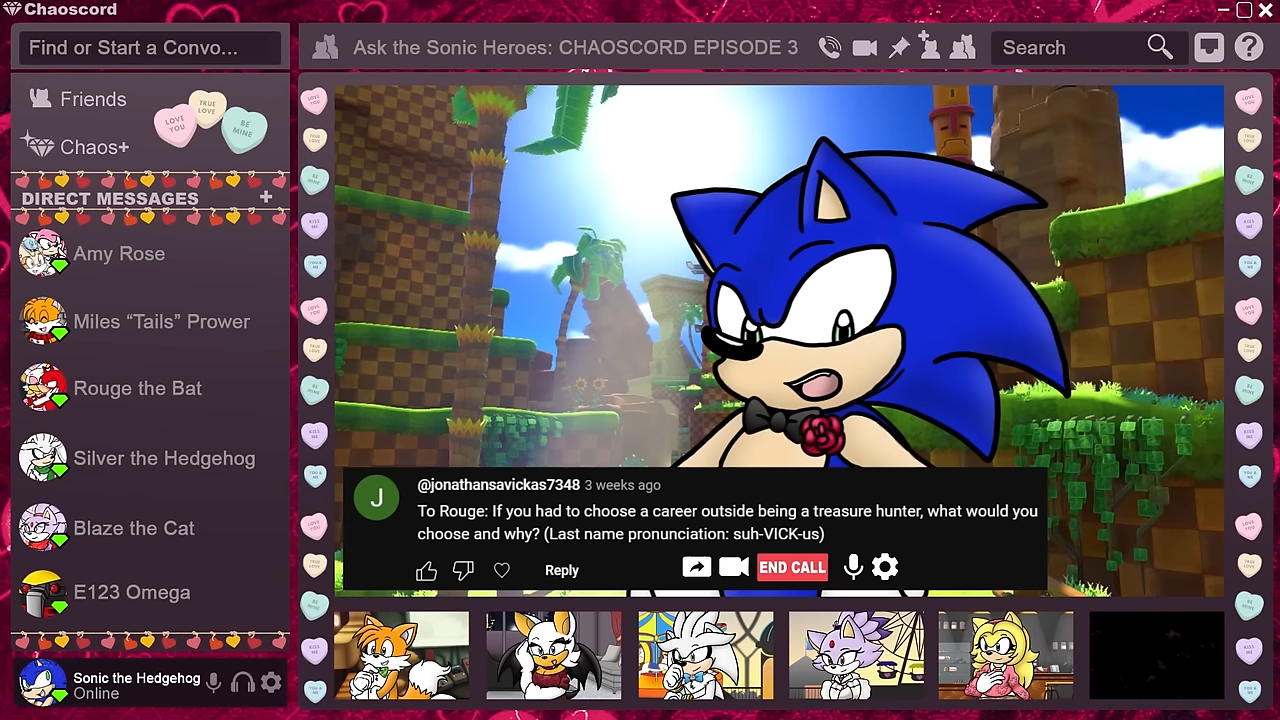 Chaoscord
Find or Start a Convo...
Ask the Sonic Heroes: CHAOSCORD EPISODE 3
Search
Friends
LOVE YOU
TRUE LOVE
BE MINE
Chaos+
DIRECT MESSAGES +
Amy Rose
Miles “Tails” Prower
Rouge the Bat
Silver the Hedgehog
Blaze the Cat
E123 Omega
Sonic the Hedgehog
Online
J
@jonathansavickas7348 3 weeks ago
To Rouge: If you had to choose a career outside being a treasure hunter, what would you
choose and why? (Last name pronunciation: suh-VICK-us)
Reply
END CALL